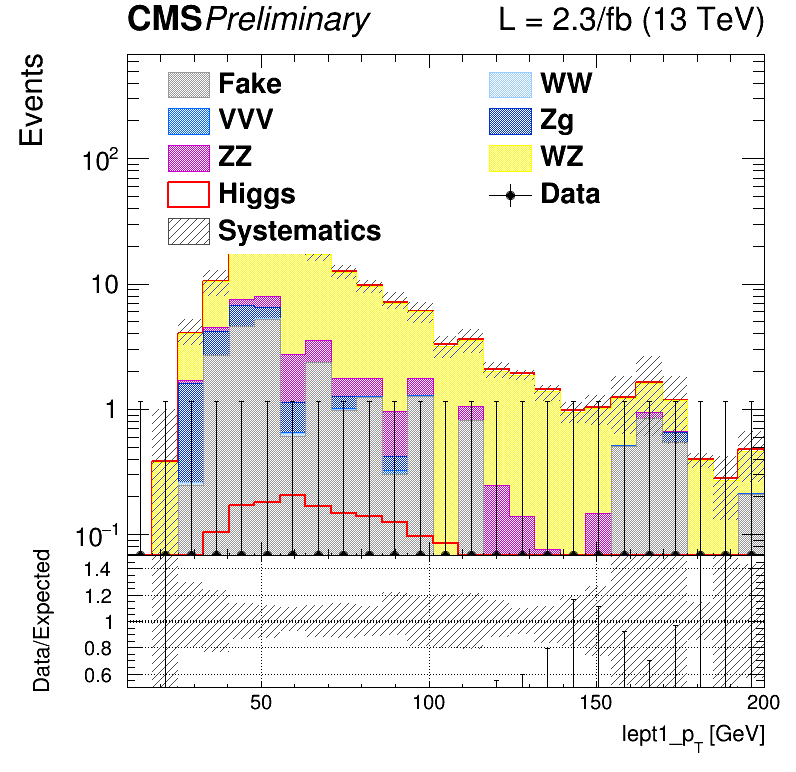 CMS Preliminary L = 2.3/fb (13 TeV)
Events
Fake WW
VVV Zg
ZZ WZ
Higgs Data
Systematics
10²
10
1
10⁻¹
Data/Expected
1.4
1.2
1
0.8
0.6
50 100 150 200
lept1_p_T [GeV]